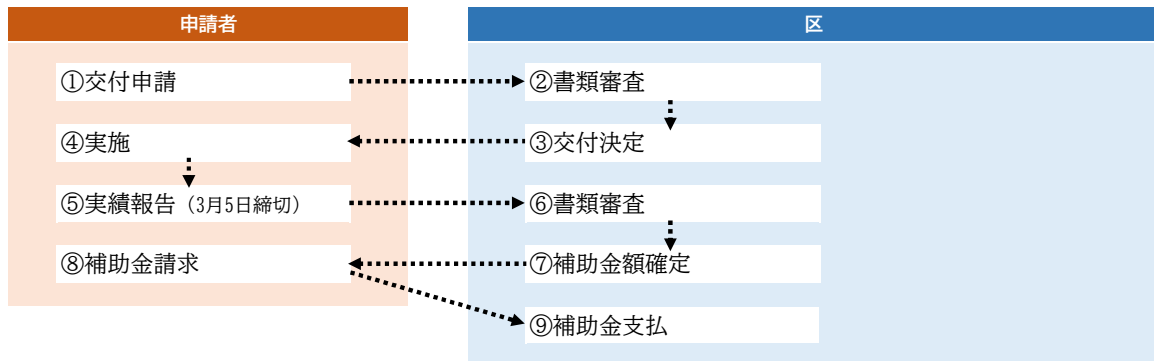 申請者
区
①交付申請
②書類審査
④実施
③交付決定
⑤実績報告（3月5日締切）
⑥書類審査
⑧補助金請求
⑦補助金額確定
⑨補助金支払